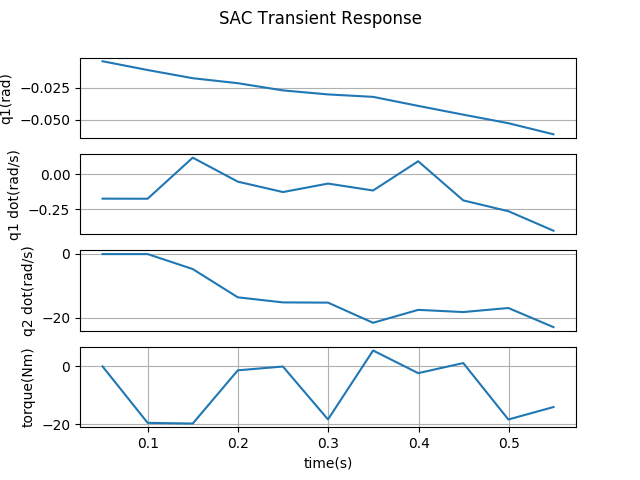 SAC Transient Response
q1(rad)
−0.025
−0.050
q1 dot(rad/s)
0.00
−0.25
q2 dot(rad/s)
0
−20
torque(Nm)
0
−20
0.1 0.2 0.3 0.4 0.5
time(s)